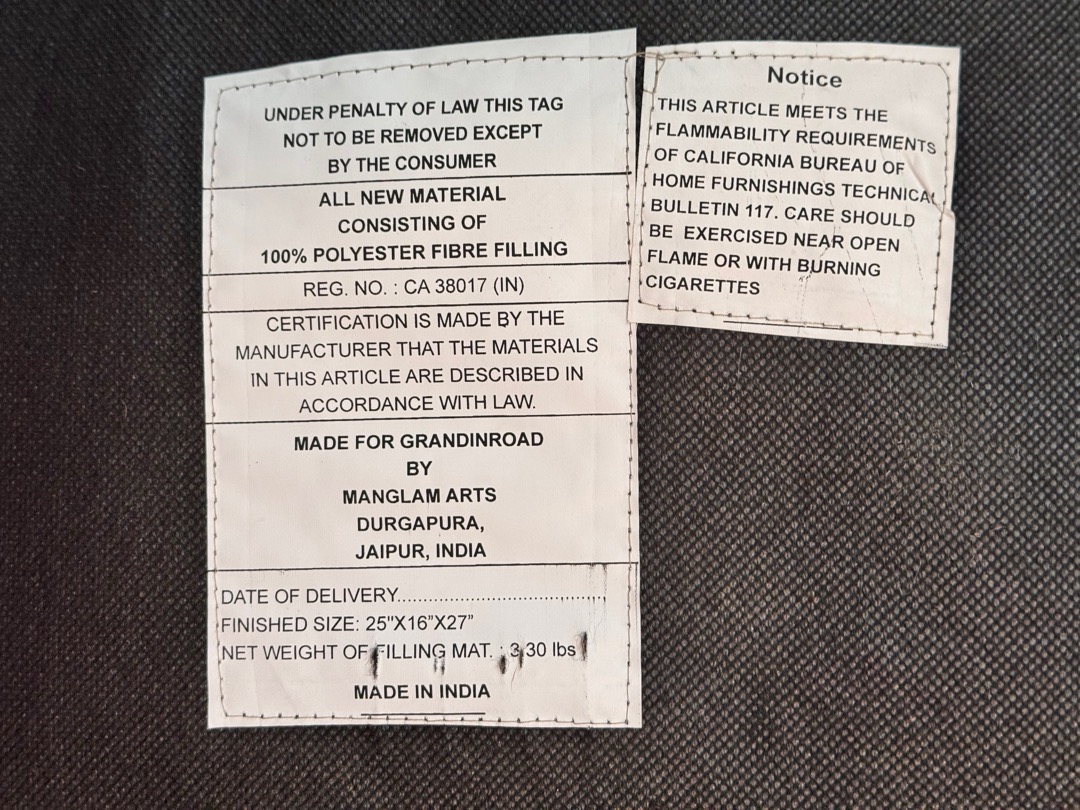 UNDER PENALTY OF LAW THIS TAG
NOT TO BE REMOVED EXCEPT
BY THE CONSUMER
ALL NEW MATERIAL
CONSISTING OF
100% POLYESTER FIBRE FILLING
REG. NO. : CA 38017 (IN)
CERTIFICATION IS MADE BY THE
MANUFACTURER THAT THE MATERIALS
IN THIS ARTICLE ARE DESCRIBED IN
ACCORDANCE WITH LAW.
MADE FOR GRANDINROAD
BY
MANGLAM ARTS
DURGAPURA,
JAIPUR, INDIA
DATE OF DELIVERY........................................
FINISHED SIZE: 25"X16"X27"
NET WEIGHT OF FILLING MAT. : 3.30 lbs
MADE IN INDIA
Notice
THIS ARTICLE MEETS THE
FLAMMABILITY REQUIREMENTS
OF CALIFORNIA BUREAU OF
HOME FURNISHINGS TECHNICAL
BULLETIN 117. CARE SHOULD
BE EXERCISED NEAR OPEN
FLAME OR WITH BURNING
CIGARETTES